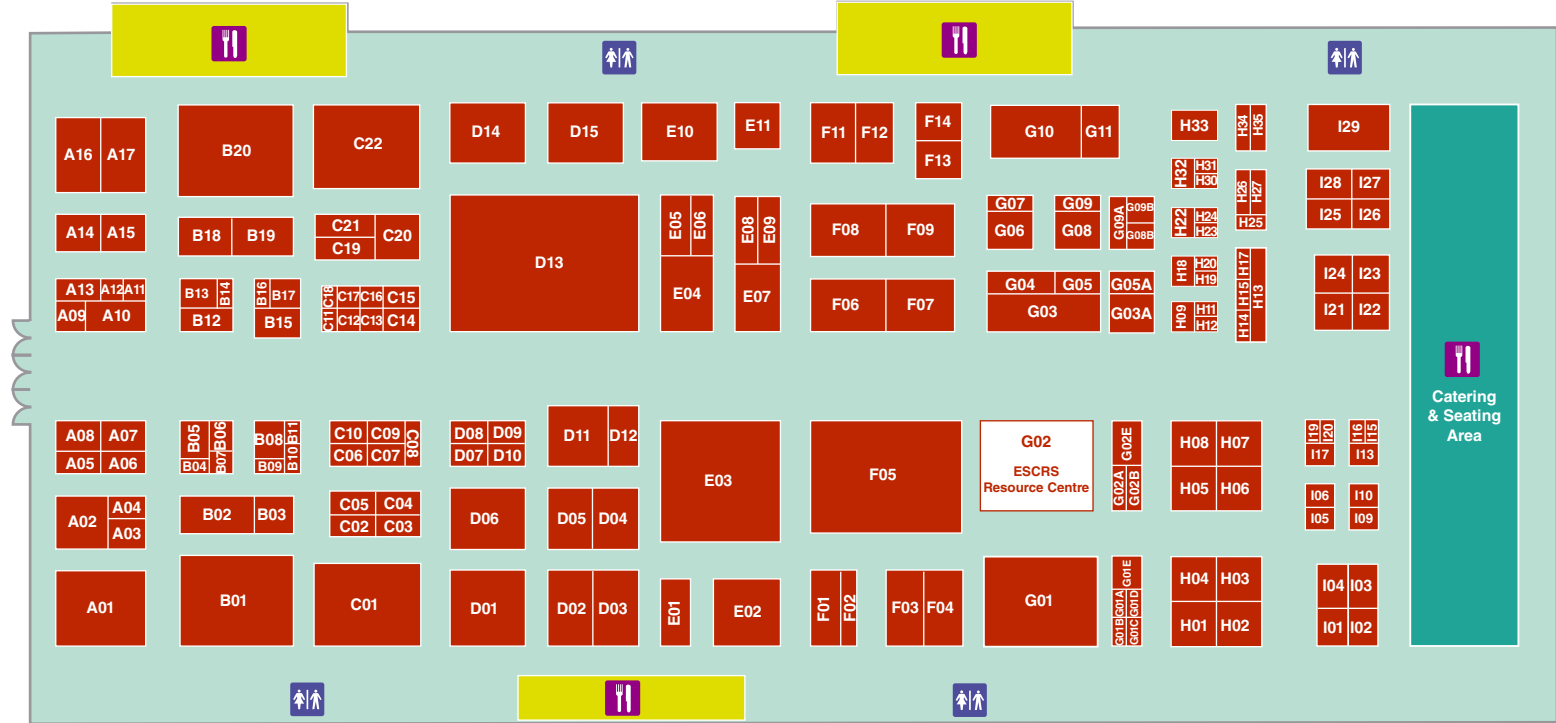 A16 A17
B20
C22
D14
D15
E10
E11
F11 F12
F14
F13
G10 G11
H33
H34 H35
I29
H32 H31
H30
I28 I27
I25 I26
A14 A15
B18 B19
C21
C19
C20
D13
E05 E06
E04
E08 E09
E07
F08 F09
G07
G06
G09
G08
G09A G09B
G08B
H22 H24
H23
H26 H27
H25
A13 A12 A11
A09 A10
B13 B14
B12
B16 B17
B15
C18 C17 C16 C15
C11 C12 C13 C14
F06 F07
G04 G05
G03
G05A
G03A
H18 H20
H19
H09 H11
H12
H17
H15
H14
H13
I24 I23
I21 I22
Catering
& Seating
Area
A08 A07
A05 A06
B05 B06
B04 B07
B08 B11
B09 B10
C10 C09 C08
C06 C07
D08 D09
D07 D10
D11 D12
E03
F05
G02
ESCRS
Resource Centre
G02E
G02A G02B
H08 H07
H05 H06
I19 I20
I17
I16 I15
I13
A02 A04
A03
B02 B03
C05 C04
C02 C03
D06
D05 D04
I06
I05
I10
I09
A01
B01
C01
D01
D02 D03
E01
E02
F01 F02
F03 F04
G01
G01E
G01A G01D
G01B G01C
H04 H03
H01 H02
I04 I03
I01 I02